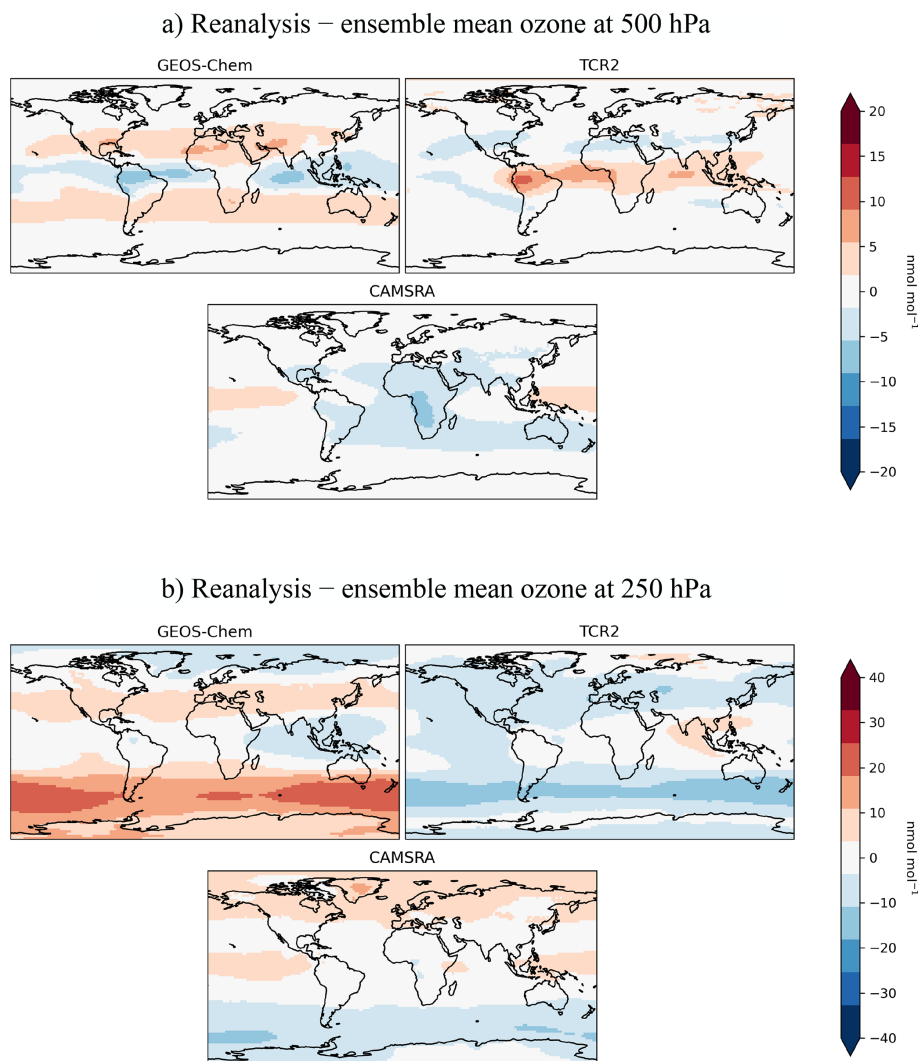 a) Reanalysis − ensemble mean ozone at 500 hPa
GEOS-Chem
TCR2
CAMSRA
20
15
10
5
0
−5
−10
−15
−20
nmol mol⁻¹
b) Reanalysis − ensemble mean ozone at 250 hPa
GEOS-Chem
TCR2
CAMSRA
40
30
20
10
0
−10
−20
−30
−40
nmol mol⁻¹